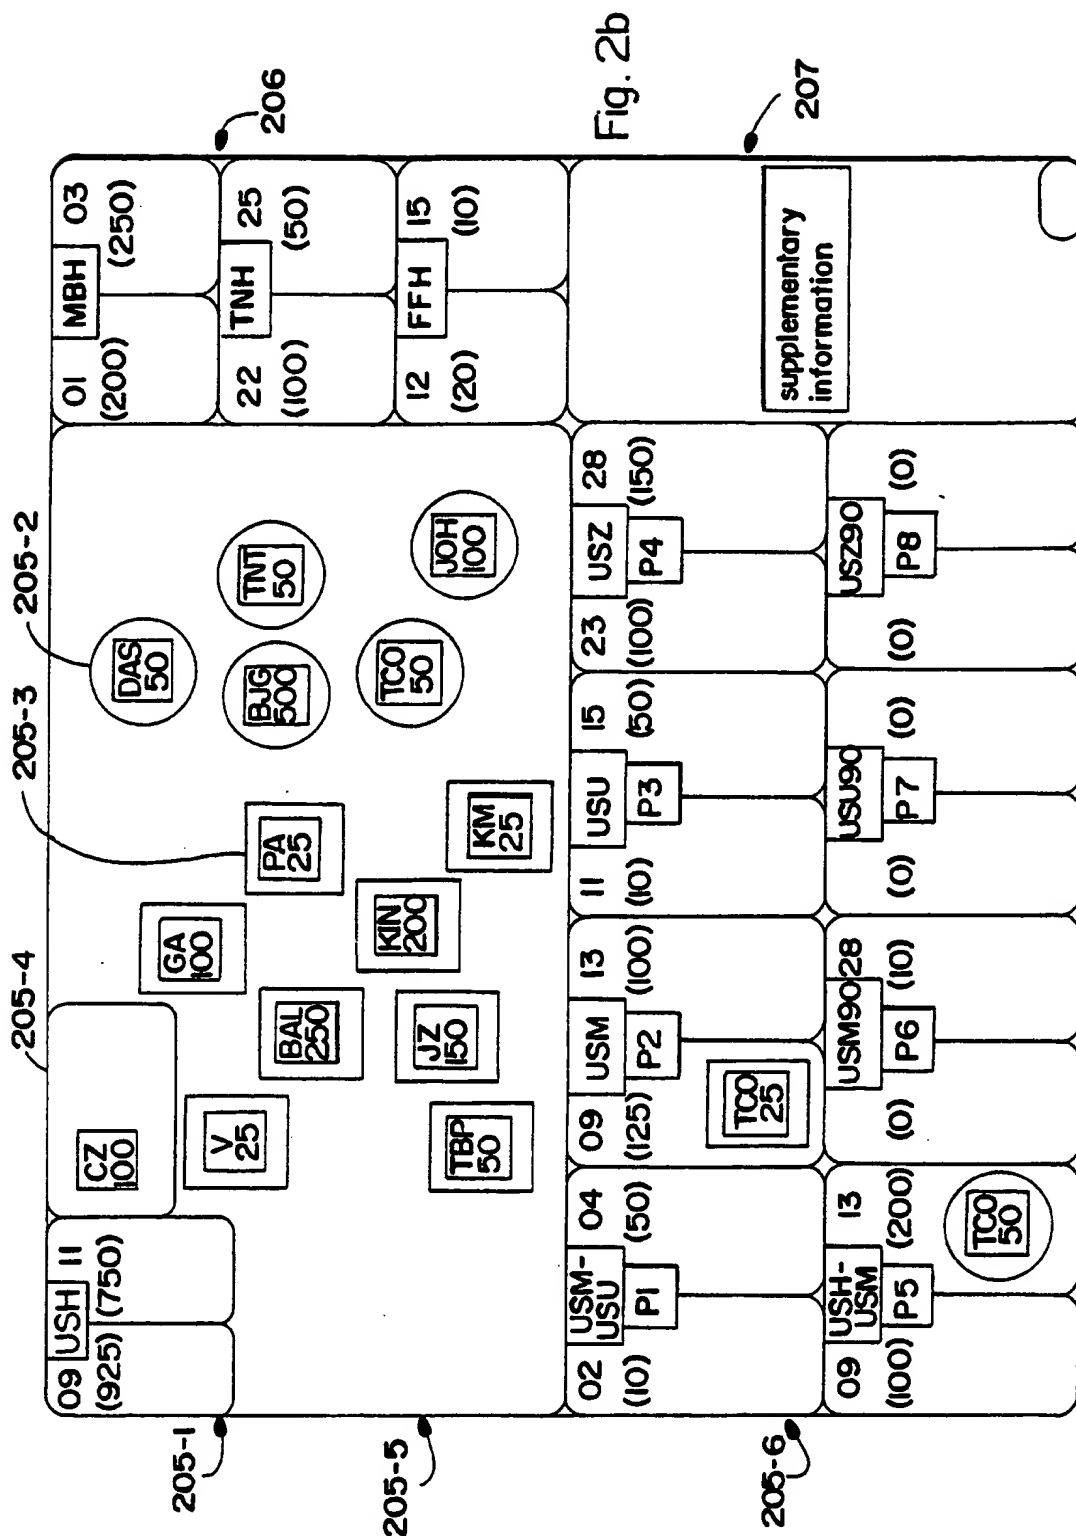 205-1
205-5
205-6
205-4
205-3
205-2
206
207
Fig. 2b
09 USH 11
(925) (750)
CZ
100
V
25
TBP
50
GA
100
BAL
250
JZ
150
PA
25
KIN
200
KM
25
DAS
50
BJG
500
TNT
50
TCO
50
JOH
100
01 MBH 03
(200) (250)
22 TNH 25
(100) (50)
12 FFH 15
(20) (10)
02 USM- 04
USU
(10) P1 (50)
09 USM 13
(125) P2 (100)
TCO
25
11 USU 15
(10) P3 (50)
23 USZ 28
(100) P4 (150)
09 USH- 13
USM
(100) P5 (200)
TCO
50
USM90 28
(0) P6 (10)
USU90
(0) P7 (0)
USZ90
(0) P8 (0)
supplementary
information